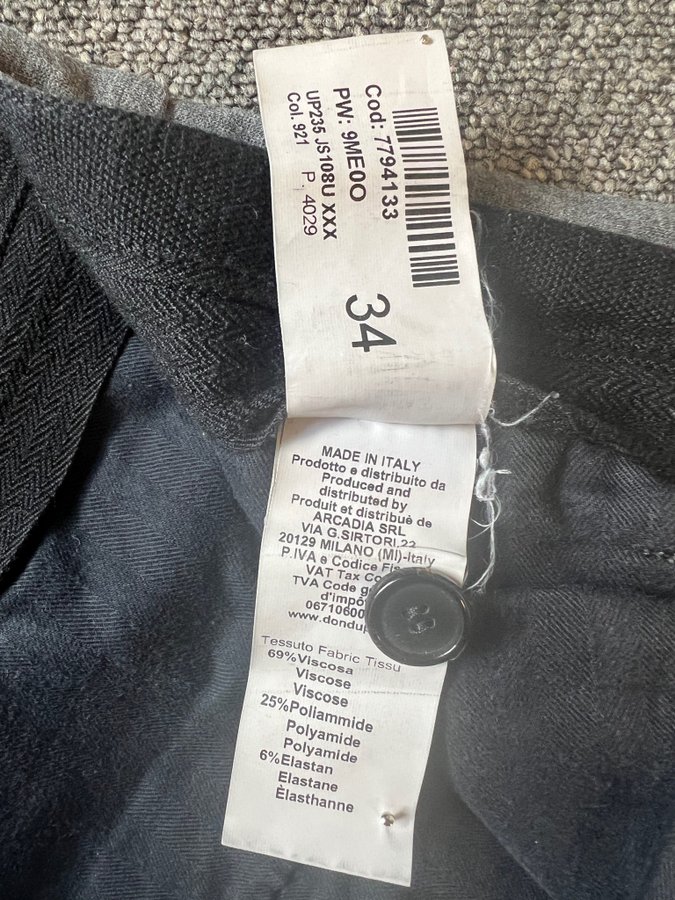 Cod: 7794133
PW: 9ME0O
UP235 JS108U XXX
Col. 921 P. 4029
34
MADE IN ITALY
Prodotto e distribuito da
Produced and
distributed by
Produit et distribuè de
ARCADIA SRL
VIA G.SIRTORI,22
20129 MILANO (MI)-Italy
P.IVA e Codice Fis
VAT Tax Co
TVA Code
d'impô
06710600
www.dondup
Tessuto Fabric Tissu
69%Viscosa
Viscose
Viscose
25%Poliammide
Polyamide
Polyamide
6%Elastan
Elastane
Èlasthanne